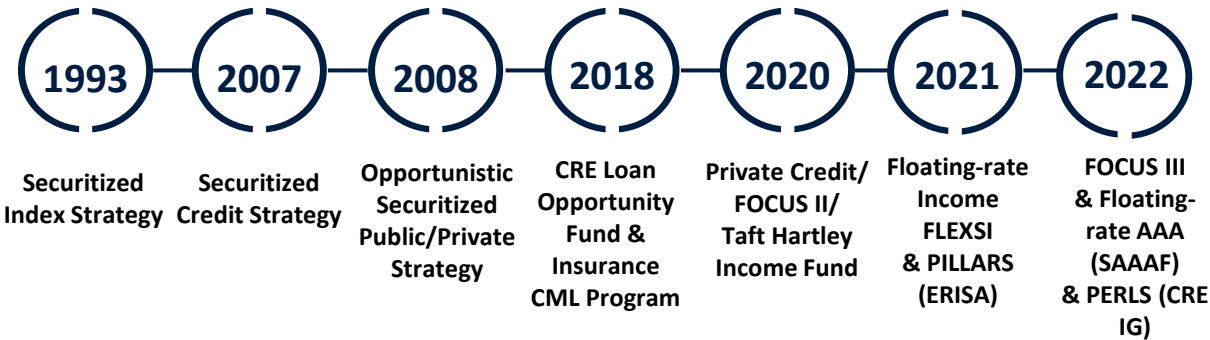 1993
2007
2008
2018
2020
2021
2022
Securitized
Index Strategy
Securitized
Credit Strategy
Opportunistic
Securitized
Public/Private
Strategy
CRE Loan
Opportunity
Fund &
Insurance
CML Program
Private Credit/
FOCUS II/
Taft Hartley
Income Fund
Floating-rate
Income
FLEXSI
& PILLARS
(ERISA)
FOCUS III
& Floating-
rate AAA
(SAAAF)
& PERLS (CRE
IG)